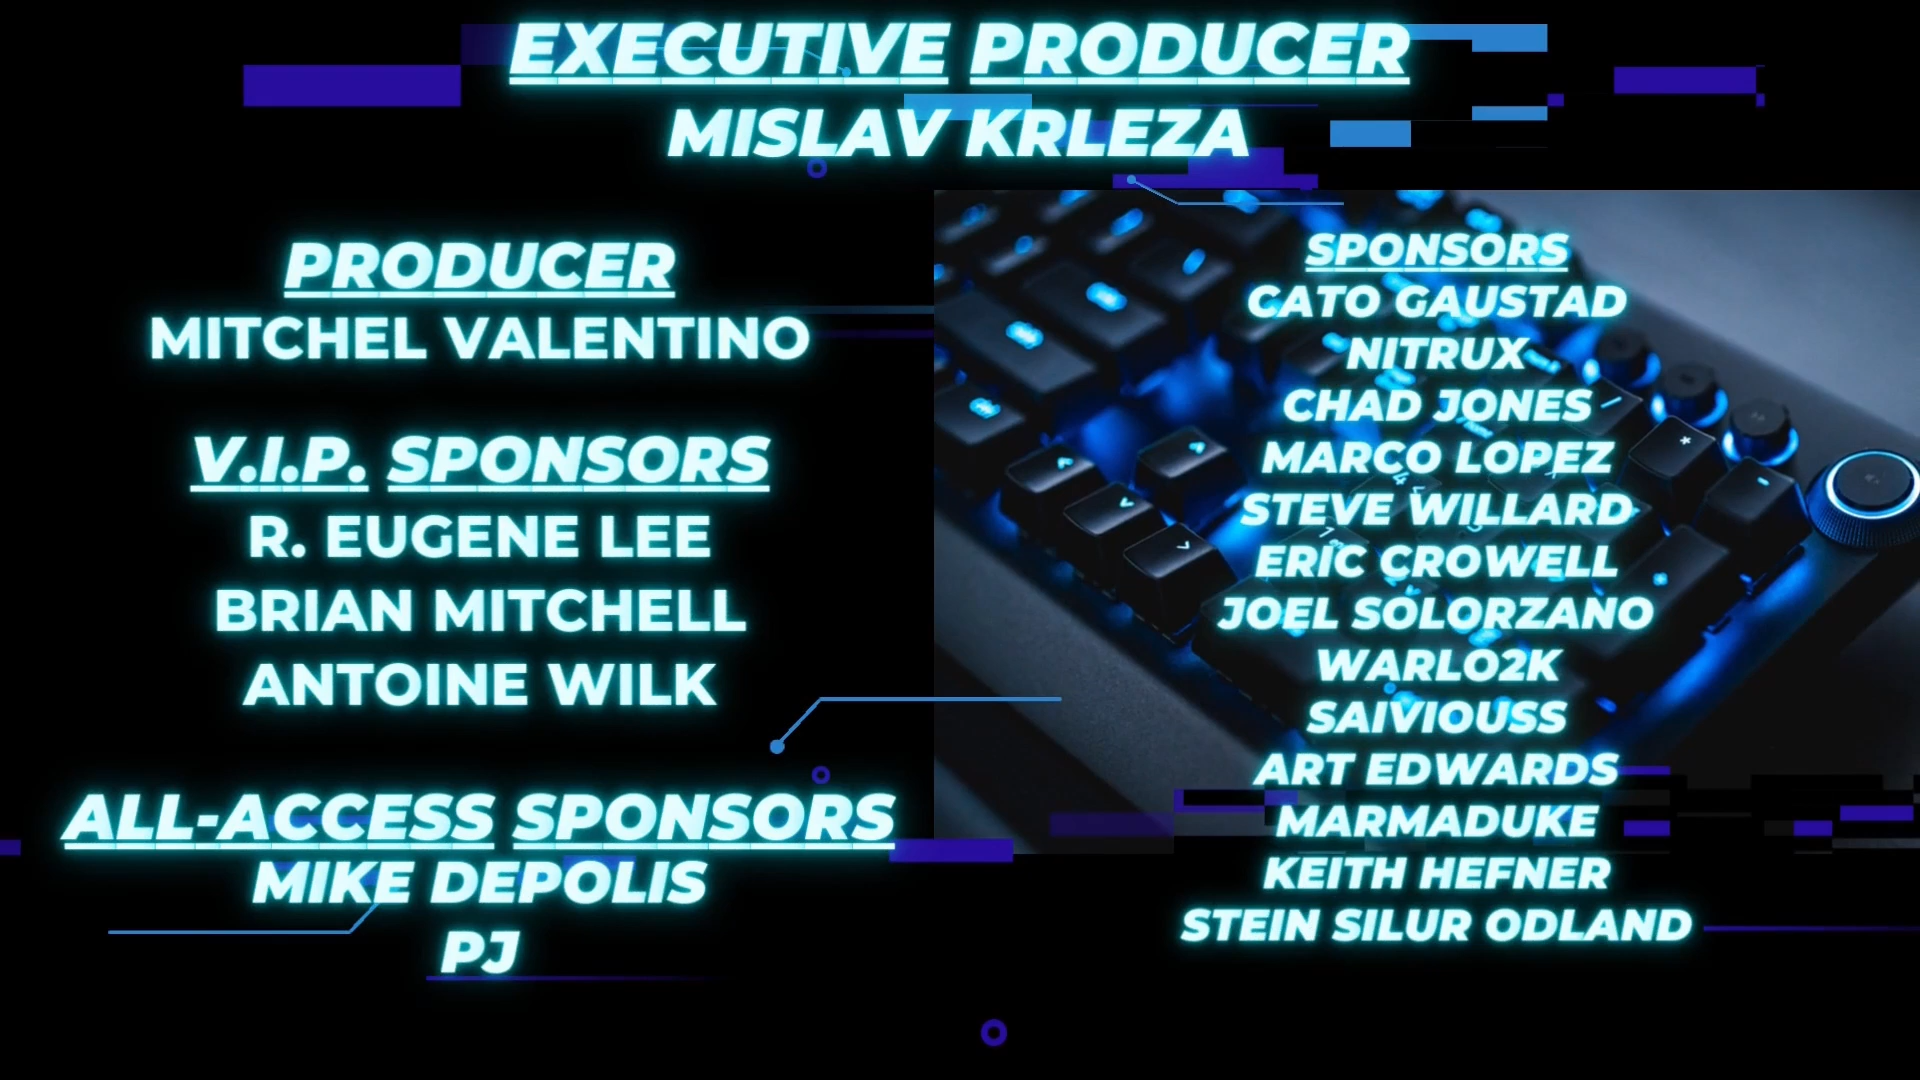 EXECUTIVE PRODUCER
MISLAV KRLEZA
PRODUCER
MITCHEL VALENTINO
V.I.P. SPONSORS
R. EUGENE LEE
BRIAN MITCHELL
ANTOINE WILK
ALL-ACCESS SPONSORS
MIKE DEPOLIS
PJ
SPONSORS
CATO GAUSTAD
NITRUX
CHAD JONES
MARCO LOPEZ
STEVE WILLARD
ERIC CROWELL
JOEL SOLORZANO
WARLO2K
SAIVIOUSS
ART EDWARDS
MARMADUKE
KEITH HEFNER
STEIN SILUR ODLAND